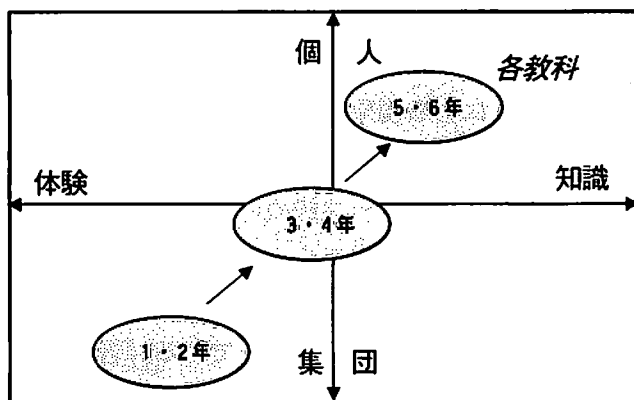 個人
各教科
5・6年
体験
知識
3・4年
1・2年
集団